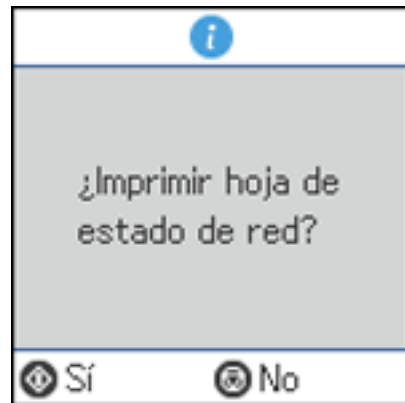 ¿Imprimir hoja de
estado de red?
Sí No